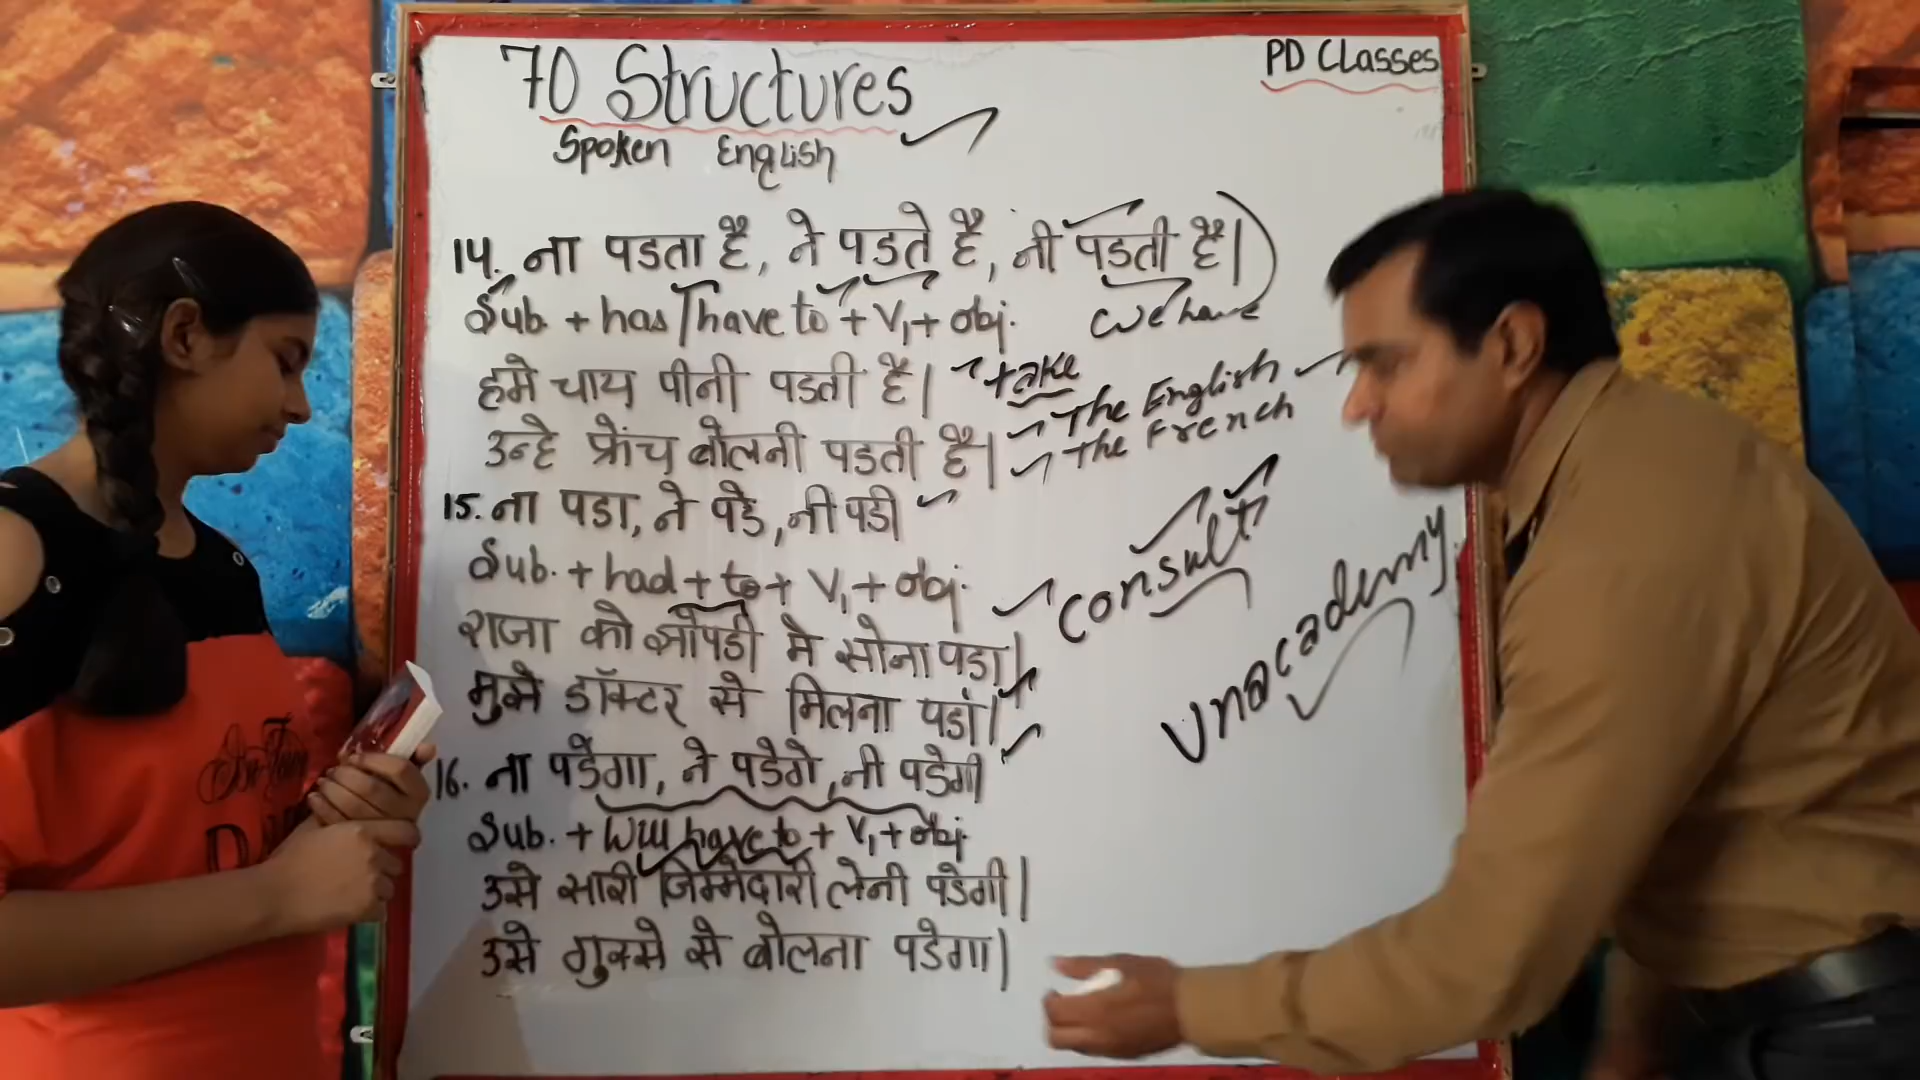 70 Structures
PD Classes
Spoken English
14. ना पडता है, ने पडते है, नी पडती है|
Sub. + has/have to + V₁ + obj. we have
हमे चाय पीनी पडती है| take
The English
उन्हे फ्रेंच बोलनी पडती है| The French
15. ना पडा, ने पडे, नी पडी
Sub. + had + to + V₁ + obj.
consult
राजा को झोपडी मे सोना पडा|
मुझे डॉक्टर से मिलना पडा|
unacademy
16. ना पडेगा, ने पडेगे, नी पडेगी
Sub. + will have to + V₁ + obj.
उसे सारी जिम्मेदारी लेनी पडेगी|
उसे गुस्से से बोलना पडेगा|